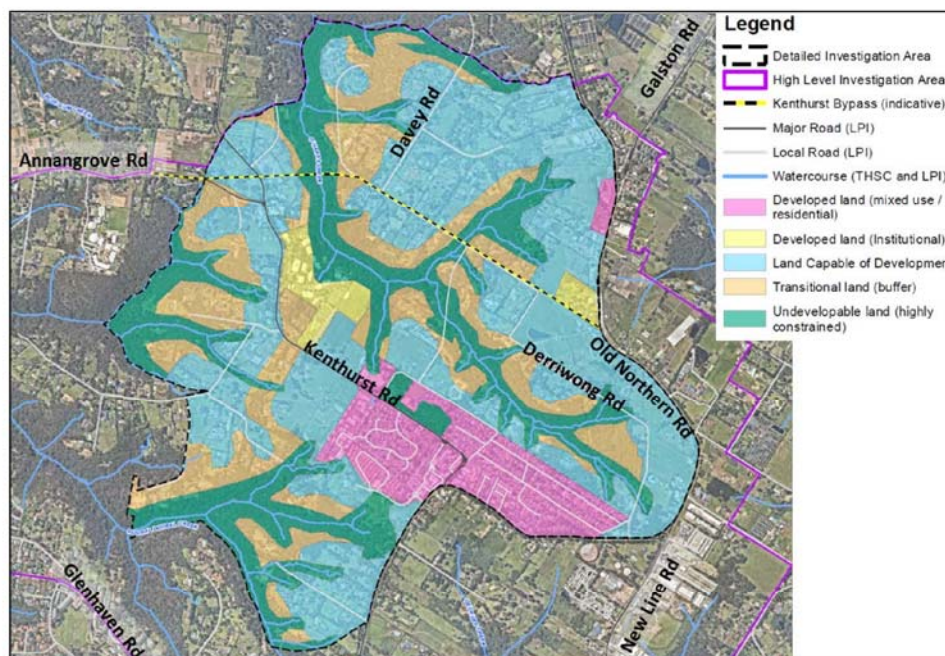 Legend
Detailed Investigation Area
High Level Investigation Area
Kenthurst Bypass (indicative)
Major Road (LPI)
Local Road (LPI)
Watercourse (THSC and LPI)
Developed land (mixed use /
residential)
Developed land (Institutional)
Land Capable of Developmen
Transitional land (buffer)
Undevelopable land (highly
constrained)
Galston Rd
Davey Rd
Annangrove Rd
Kenthurst Rd
Derriwong Rd
Old Northern Rd
Glenhaven Rd
New Line Rd